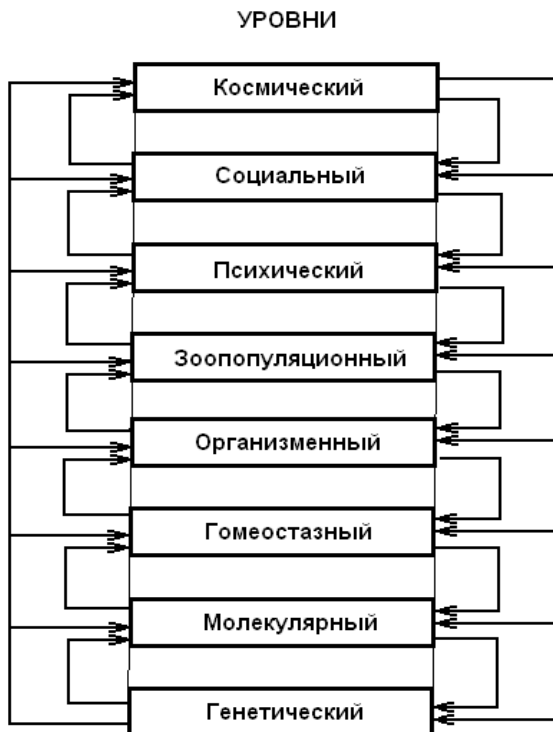 УРОВНИ
Космический
Социальный
Психический
Зоопопуляционный
Организменный
Гомеостазный
Молекулярный
Генетический